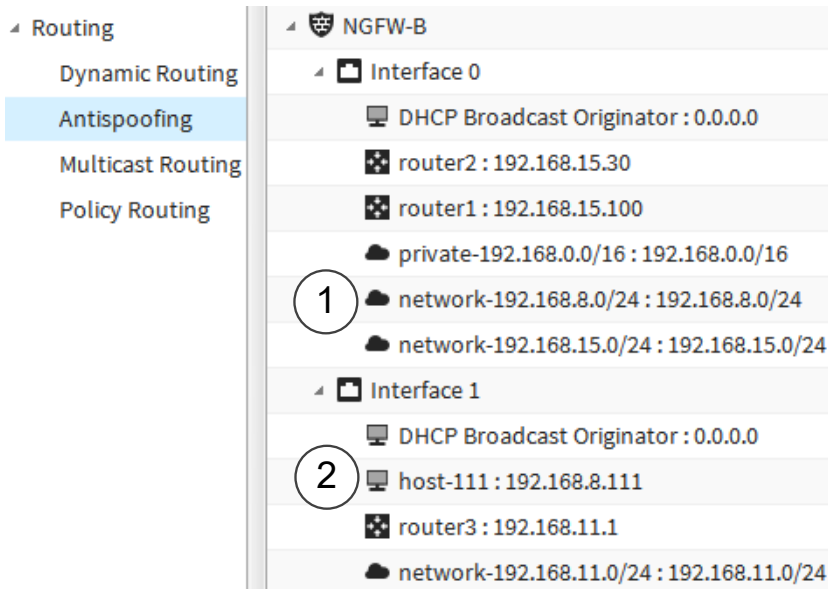 Routing
Dynamic Routing
Antispoofing
Multicast Routing
Policy Routing
NGFW-B
Interface 0
DHCP Broadcast Originator : 0.0.0.0
router2 : 192.168.15.30
router1 : 192.168.15.100
private-192.168.0.0/16 : 192.168.0.0/16
1
network-192.168.8.0/24 : 192.168.8.0/24
network-192.168.15.0/24 : 192.168.15.0/24
Interface 1
DHCP Broadcast Originator : 0.0.0.0
2
host-111 : 192.168.8.111
router3 : 192.168.11.1
network-192.168.11.0/24 : 192.168.11.0/24